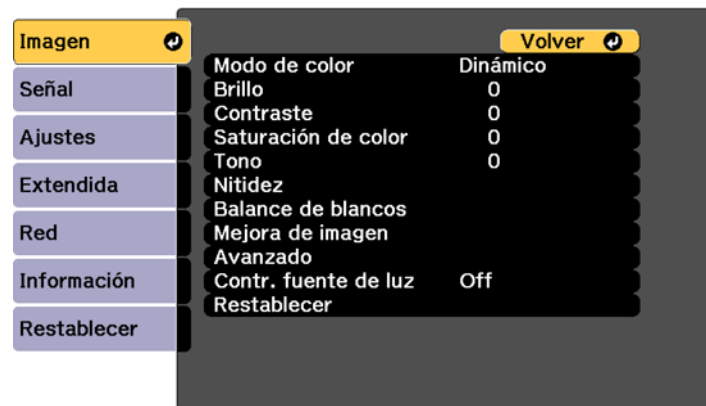 Imagen
Señal
Ajustes
Extendida
Red
Información
Restablecer
Volver
Modo de color Dinámico
Brillo 0
Contraste 0
Saturación de color 0
Tono 0
Nitidez
Balance de blancos
Mejora de imagen
Avanzado
Contr. fuente de luz Off
Restablecer